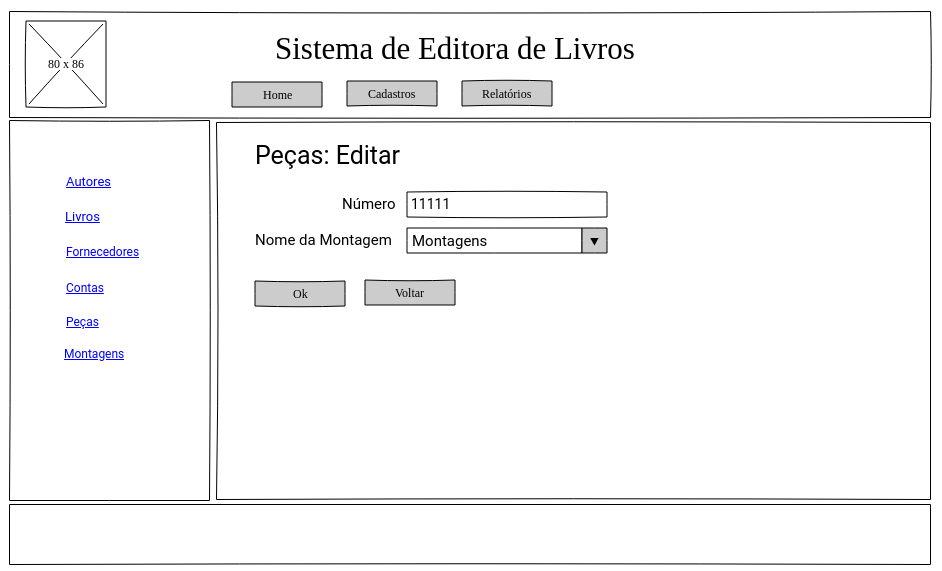 80 x 86
Sistema de Editora de Livros
Home
Cadastros
Relatórios
Autores
Livros
Fornecedores
Contas
Peças
Montagens
Peças: Editar
Número 11111
Nome da Montagem Montagens
Ok
Voltar